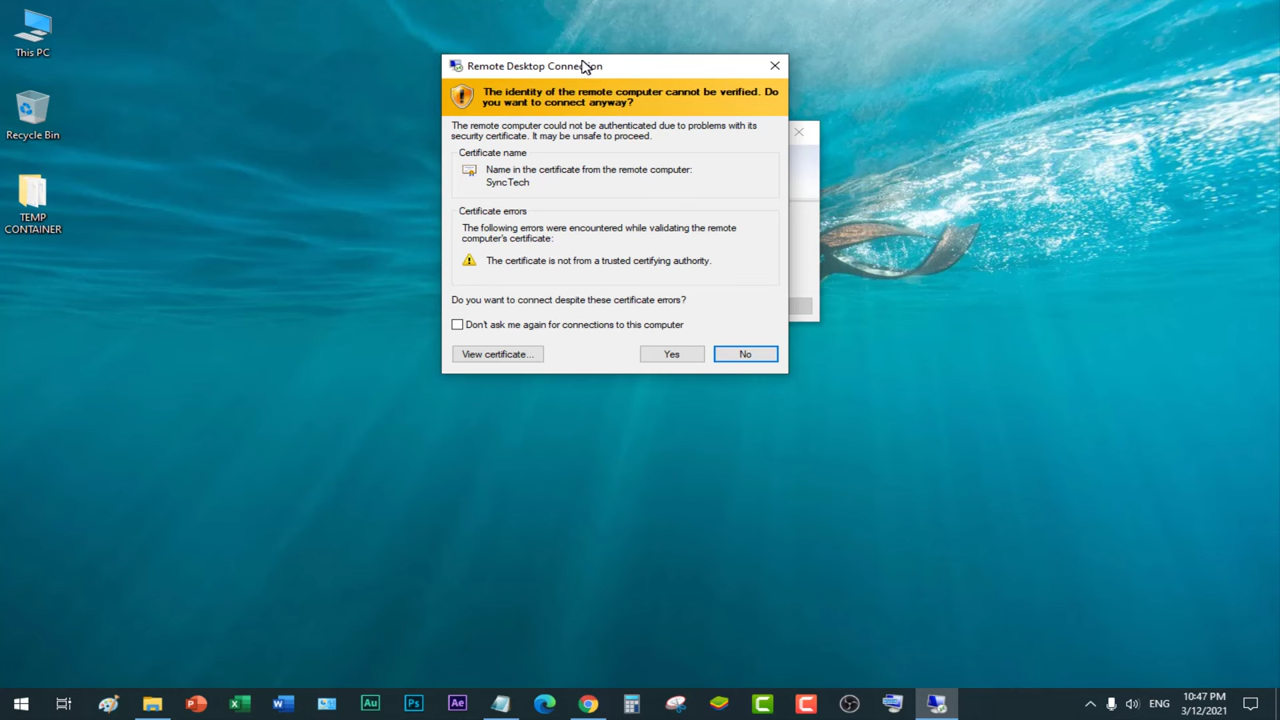 This PC
Recycle Bin
TEMP
CONTAINER
Remote Desktop Connection
The identity of the remote computer cannot be verified. Do
you want to connect anyway?
The remote computer could not be authenticated due to problems with its
security certificate. It may be unsafe to proceed.
Certificate name
Name in the certificate from the remote computer:
SyncTech
Certificate errors
The following errors were encountered while validating the remote
computer's certificate:
The certificate is not from a trusted certifying authority.
Do you want to connect despite these certificate errors?
Don't ask me again for connections to this computer
View certificate...
Yes
No
Au
Ps
Ae
ENG
10:47 PM
3/12/2021